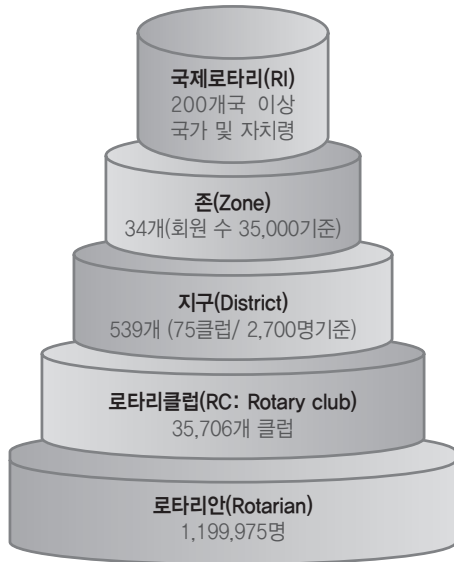 국제로타리(RI)
200개국 이상
국가 및 자치령
존(Zone)
34개(회원 수 35,000기준)
지구(District)
539개 (75클럽/ 2,700명기준)
로타리클럽(RC: Rotary club)
35,706개 클럽
로타리안(Rotarian)
1,199,975명